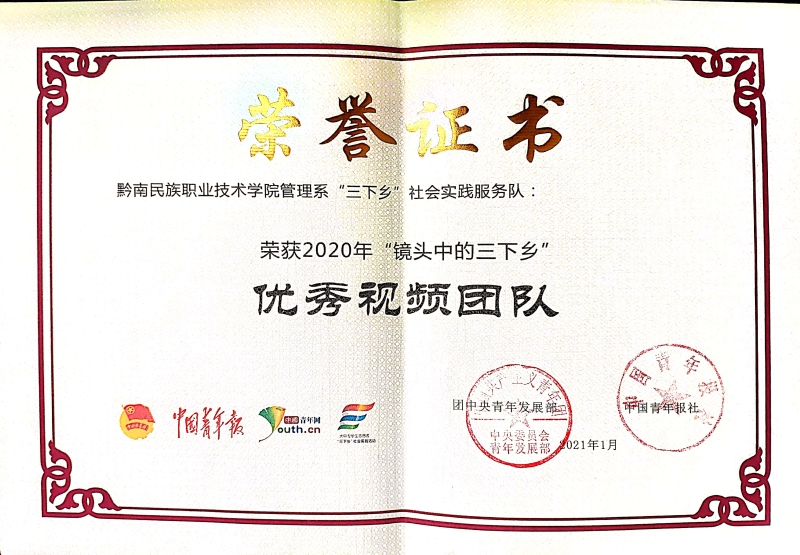 荣誉证书
黔南民族职业技术学院管理系“三下乡”社会实践服务队：
荣获2020年“镜头中的三下乡”
优秀视频团队
中国青年报
中国青年网
Youth.cn
团中央青年发展部
中国青年报社
中央委员会
青年发展部
2021年1月